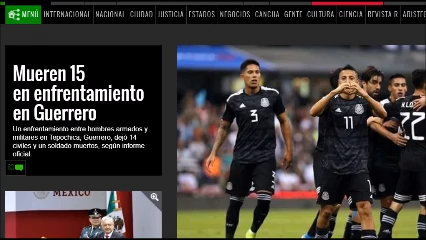 MENÚ INTERNACIONAL NACIONAL CIUDAD JUSTICIA ESTADOS NEGOCIOS CANCHA GENTE CULTURA CIENCIA REVISTA R
Mueren 15
en enfrentamiento
en Guerrero
Un enfrentamiento entre hombres armados y
militares en Tepochica, Guerrero, dejó 14
civiles y un soldado muertos, según informe
oficial
MÉXICO
3
11
22